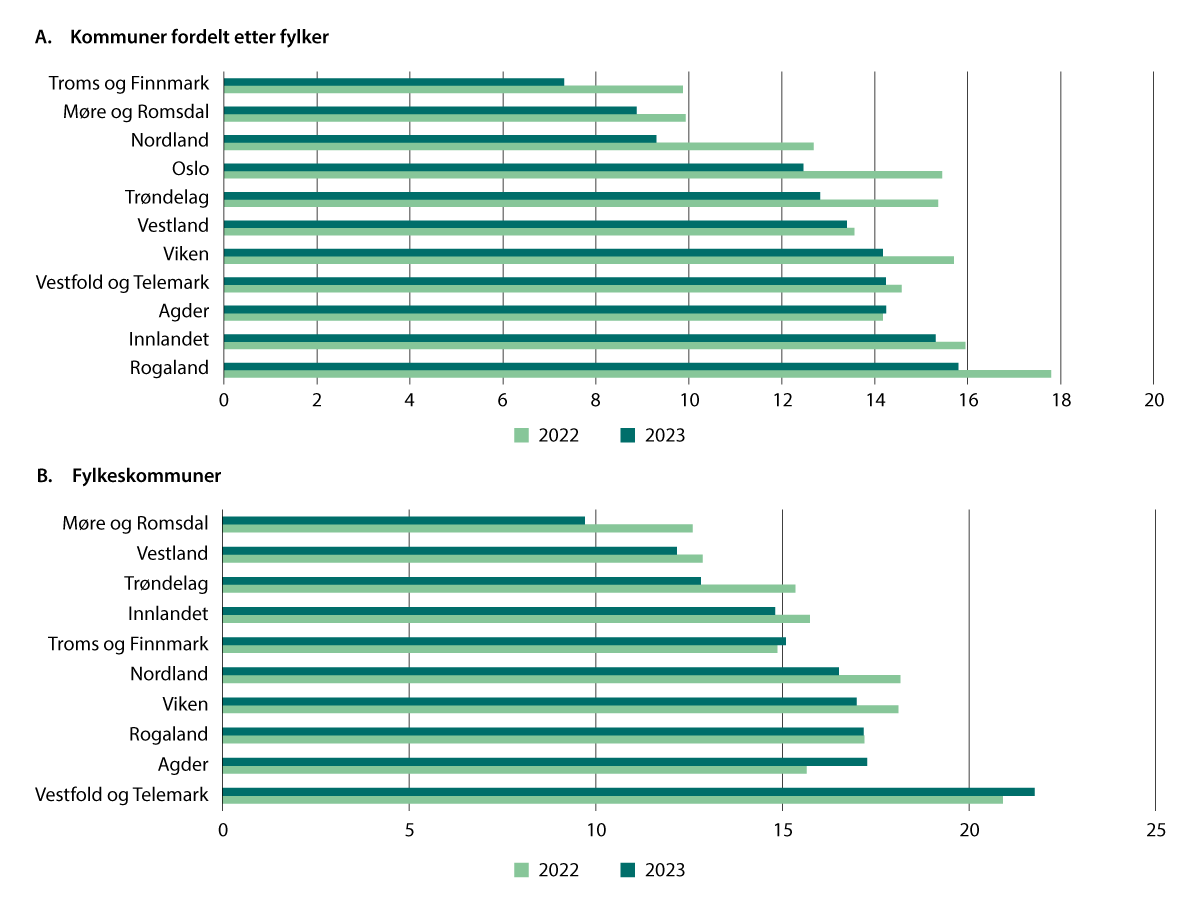 A. Kommuner fordelt etter fylker
Troms og Finnmark
Møre og Romsdal
Nordland
Oslo
Trøndelag
Vestland
Viken
Vestfold og Telemark
Agder
Innlandet
Rogaland
0 2 4 6 8 10 12 14 16 18 20
2022 2023
B. Fylkeskommuner
Møre og Romsdal
Vestland
Trøndelag
Innlandet
Troms og Finnmark
Nordland
Viken
Rogaland
Agder
Vestfold og Telemark
0 5 10 15 20 25
2022 2023